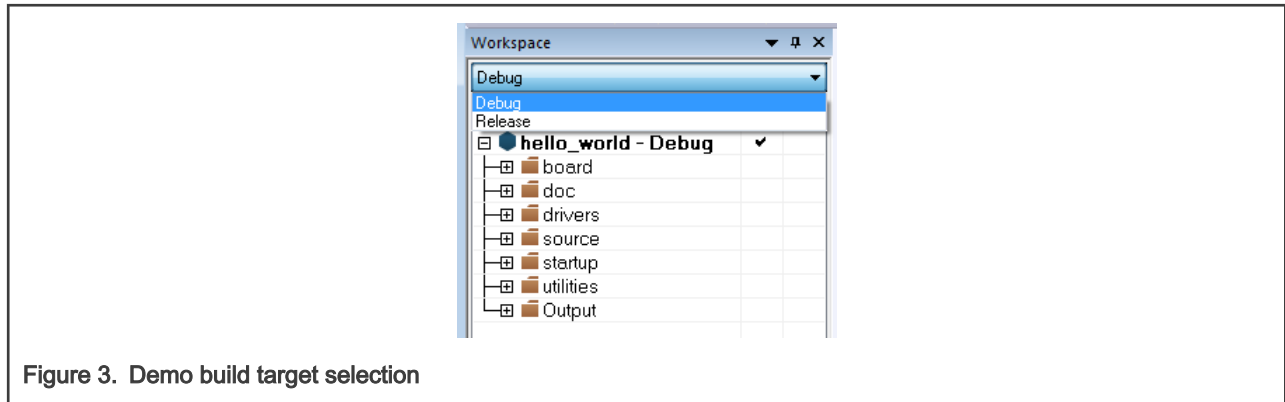 Workspace
Debug
Debug
Release
hello_world - Debug
board
doc
drivers
source
startup
utilities
Output
Figure 3. Demo build target selection